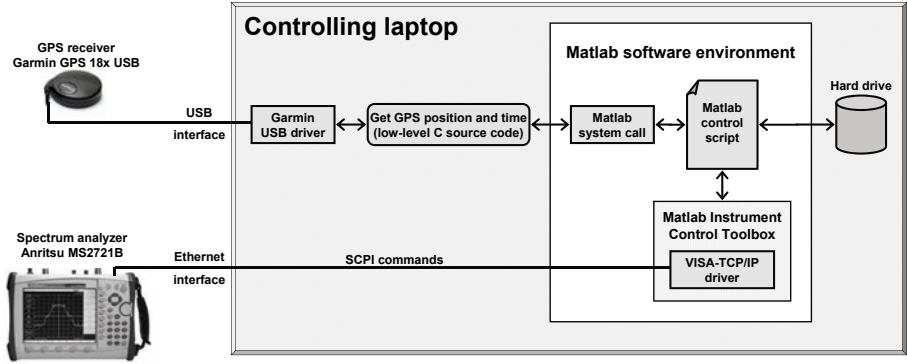 Controlling laptop
GPS receiver
Garmin GPS 18x USB
USB
interface
Garmin
USB driver
Get GPS position and time
(low-level C source code)
Matlab software environment
Matlab
system call
Matlab
control
script
Hard drive
Matlab Instrument
Control Toolbox
VISA-TCP/IP
driver
Spectrum analyzer
Anritsu MS2721B
Ethernet
interface
SCPI commands